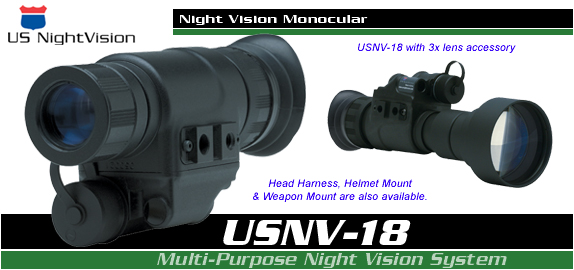 US NightVision
Night Vision Monocular
USNV-18 with 3x lens accessory
Head Harness, Helmet Mount
& Weapon Mount are also available.
USNV-18
Multi-Purpose Night Vision System